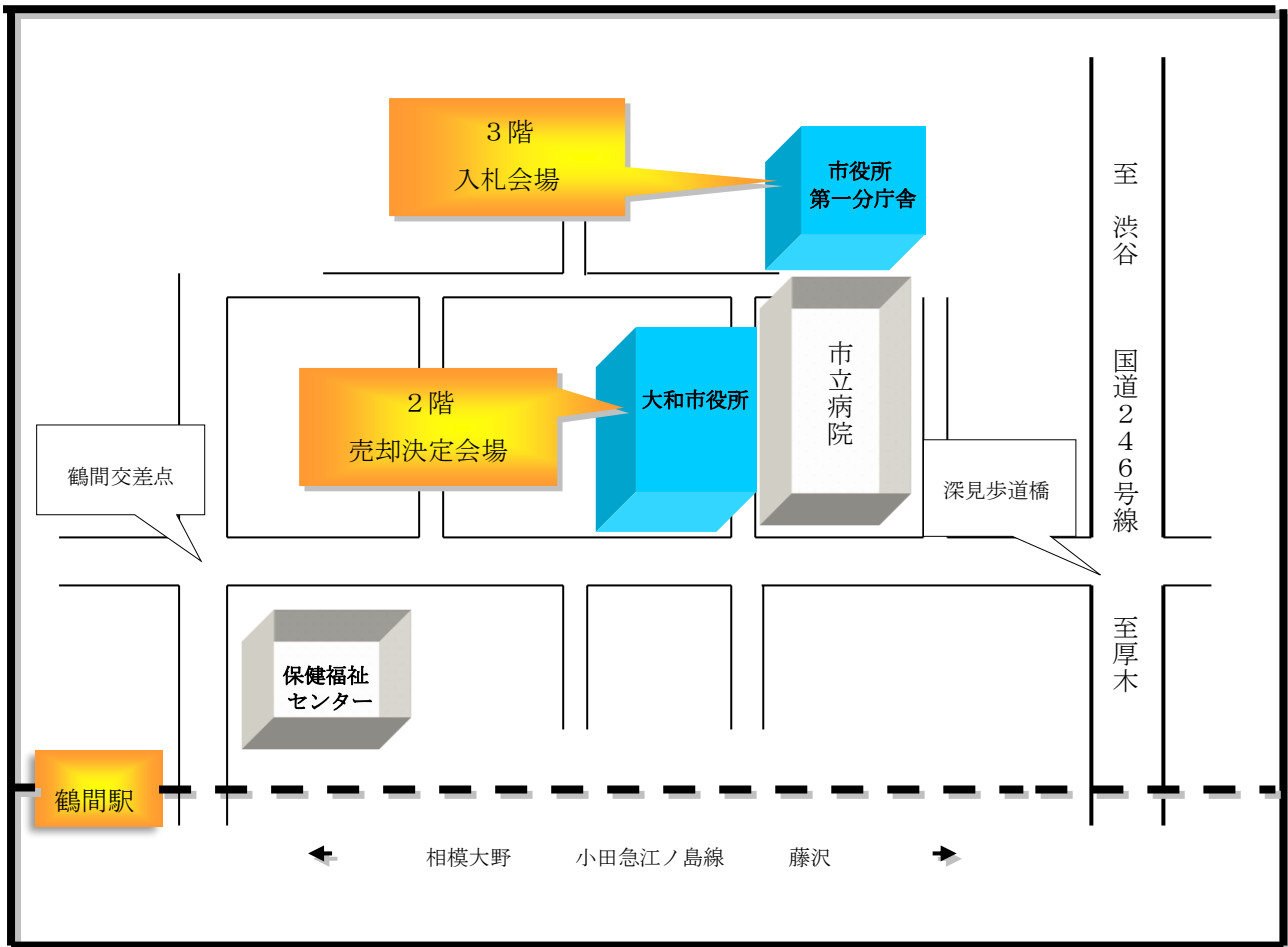 ３階
入札会場
市役所
第一分庁舎
至　渋谷
２階
売却決定会場
大和市役所
市立病院
国道２４６号線
鶴間交差点
深見歩道橋
至厚木
保健福祉
センター
鶴間駅
相模大野　小田急江ノ島線　藤沢